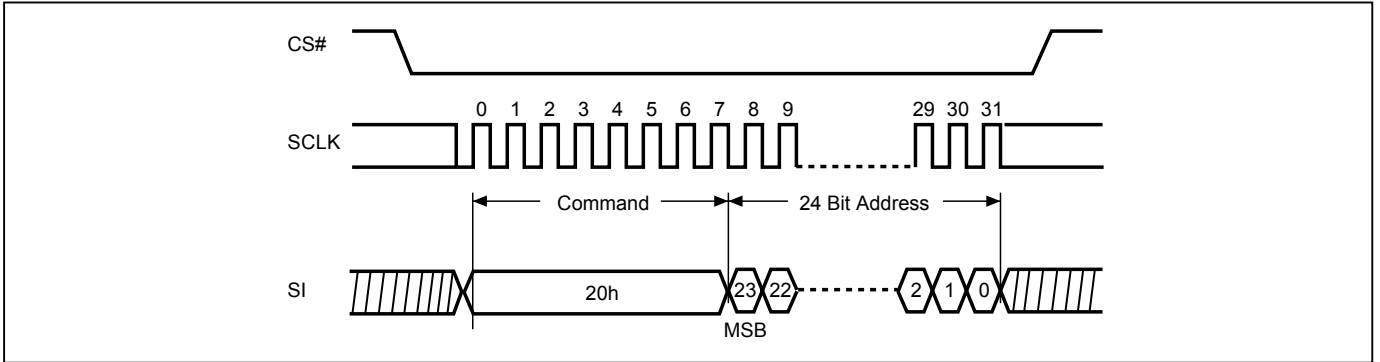 CS#
0 1 2 3 4 5 6 7 8 9 29 30 31
SCLK
Command 24 Bit Address
SI 20h 23 22 2 1 0
MSB